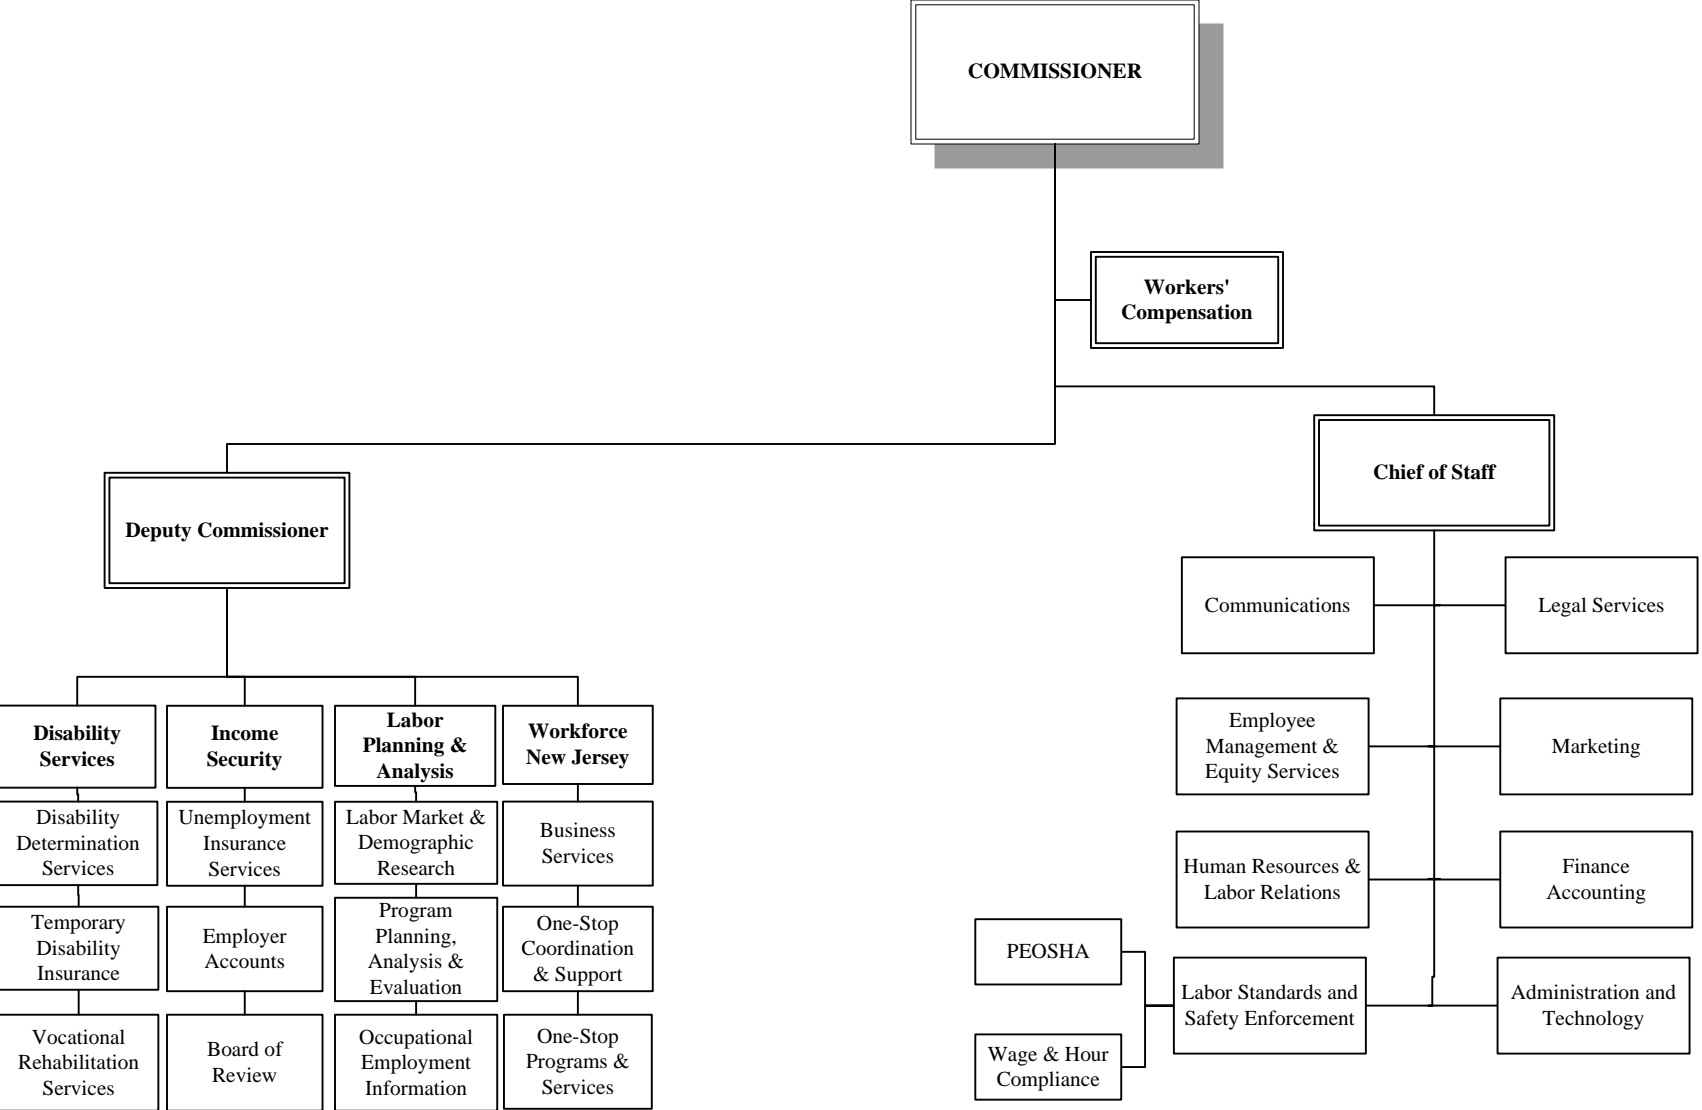 COMMISSIONER
Workers'
Compensation
Chief of Staff
Deputy Commissioner
Communications
Legal Services
Employee
Management &
Equity Services
Marketing
Human Resources &
Labor Relations
Finance
Accounting
PEOSHA
Wage & Hour
Compliance
Labor Standards and
Safety Enforcement
Administration and
Technology
Disability
Services
Disability
Determination
Services
Temporary
Disability
Insurance
Vocational
Rehabilitation
Services
Income
Security
Unemployment
Insurance
Services
Employer
Accounts
Board of
Review
Labor
Planning &
Analysis
Labor Market &
Demographic
Research
Program
Planning,
Analysis &
Evaluation
Occupational
Employment
Information
Workforce
New Jersey
Business
Services
One-Stop
Coordination
& Support
One-Stop
Programs &
Services